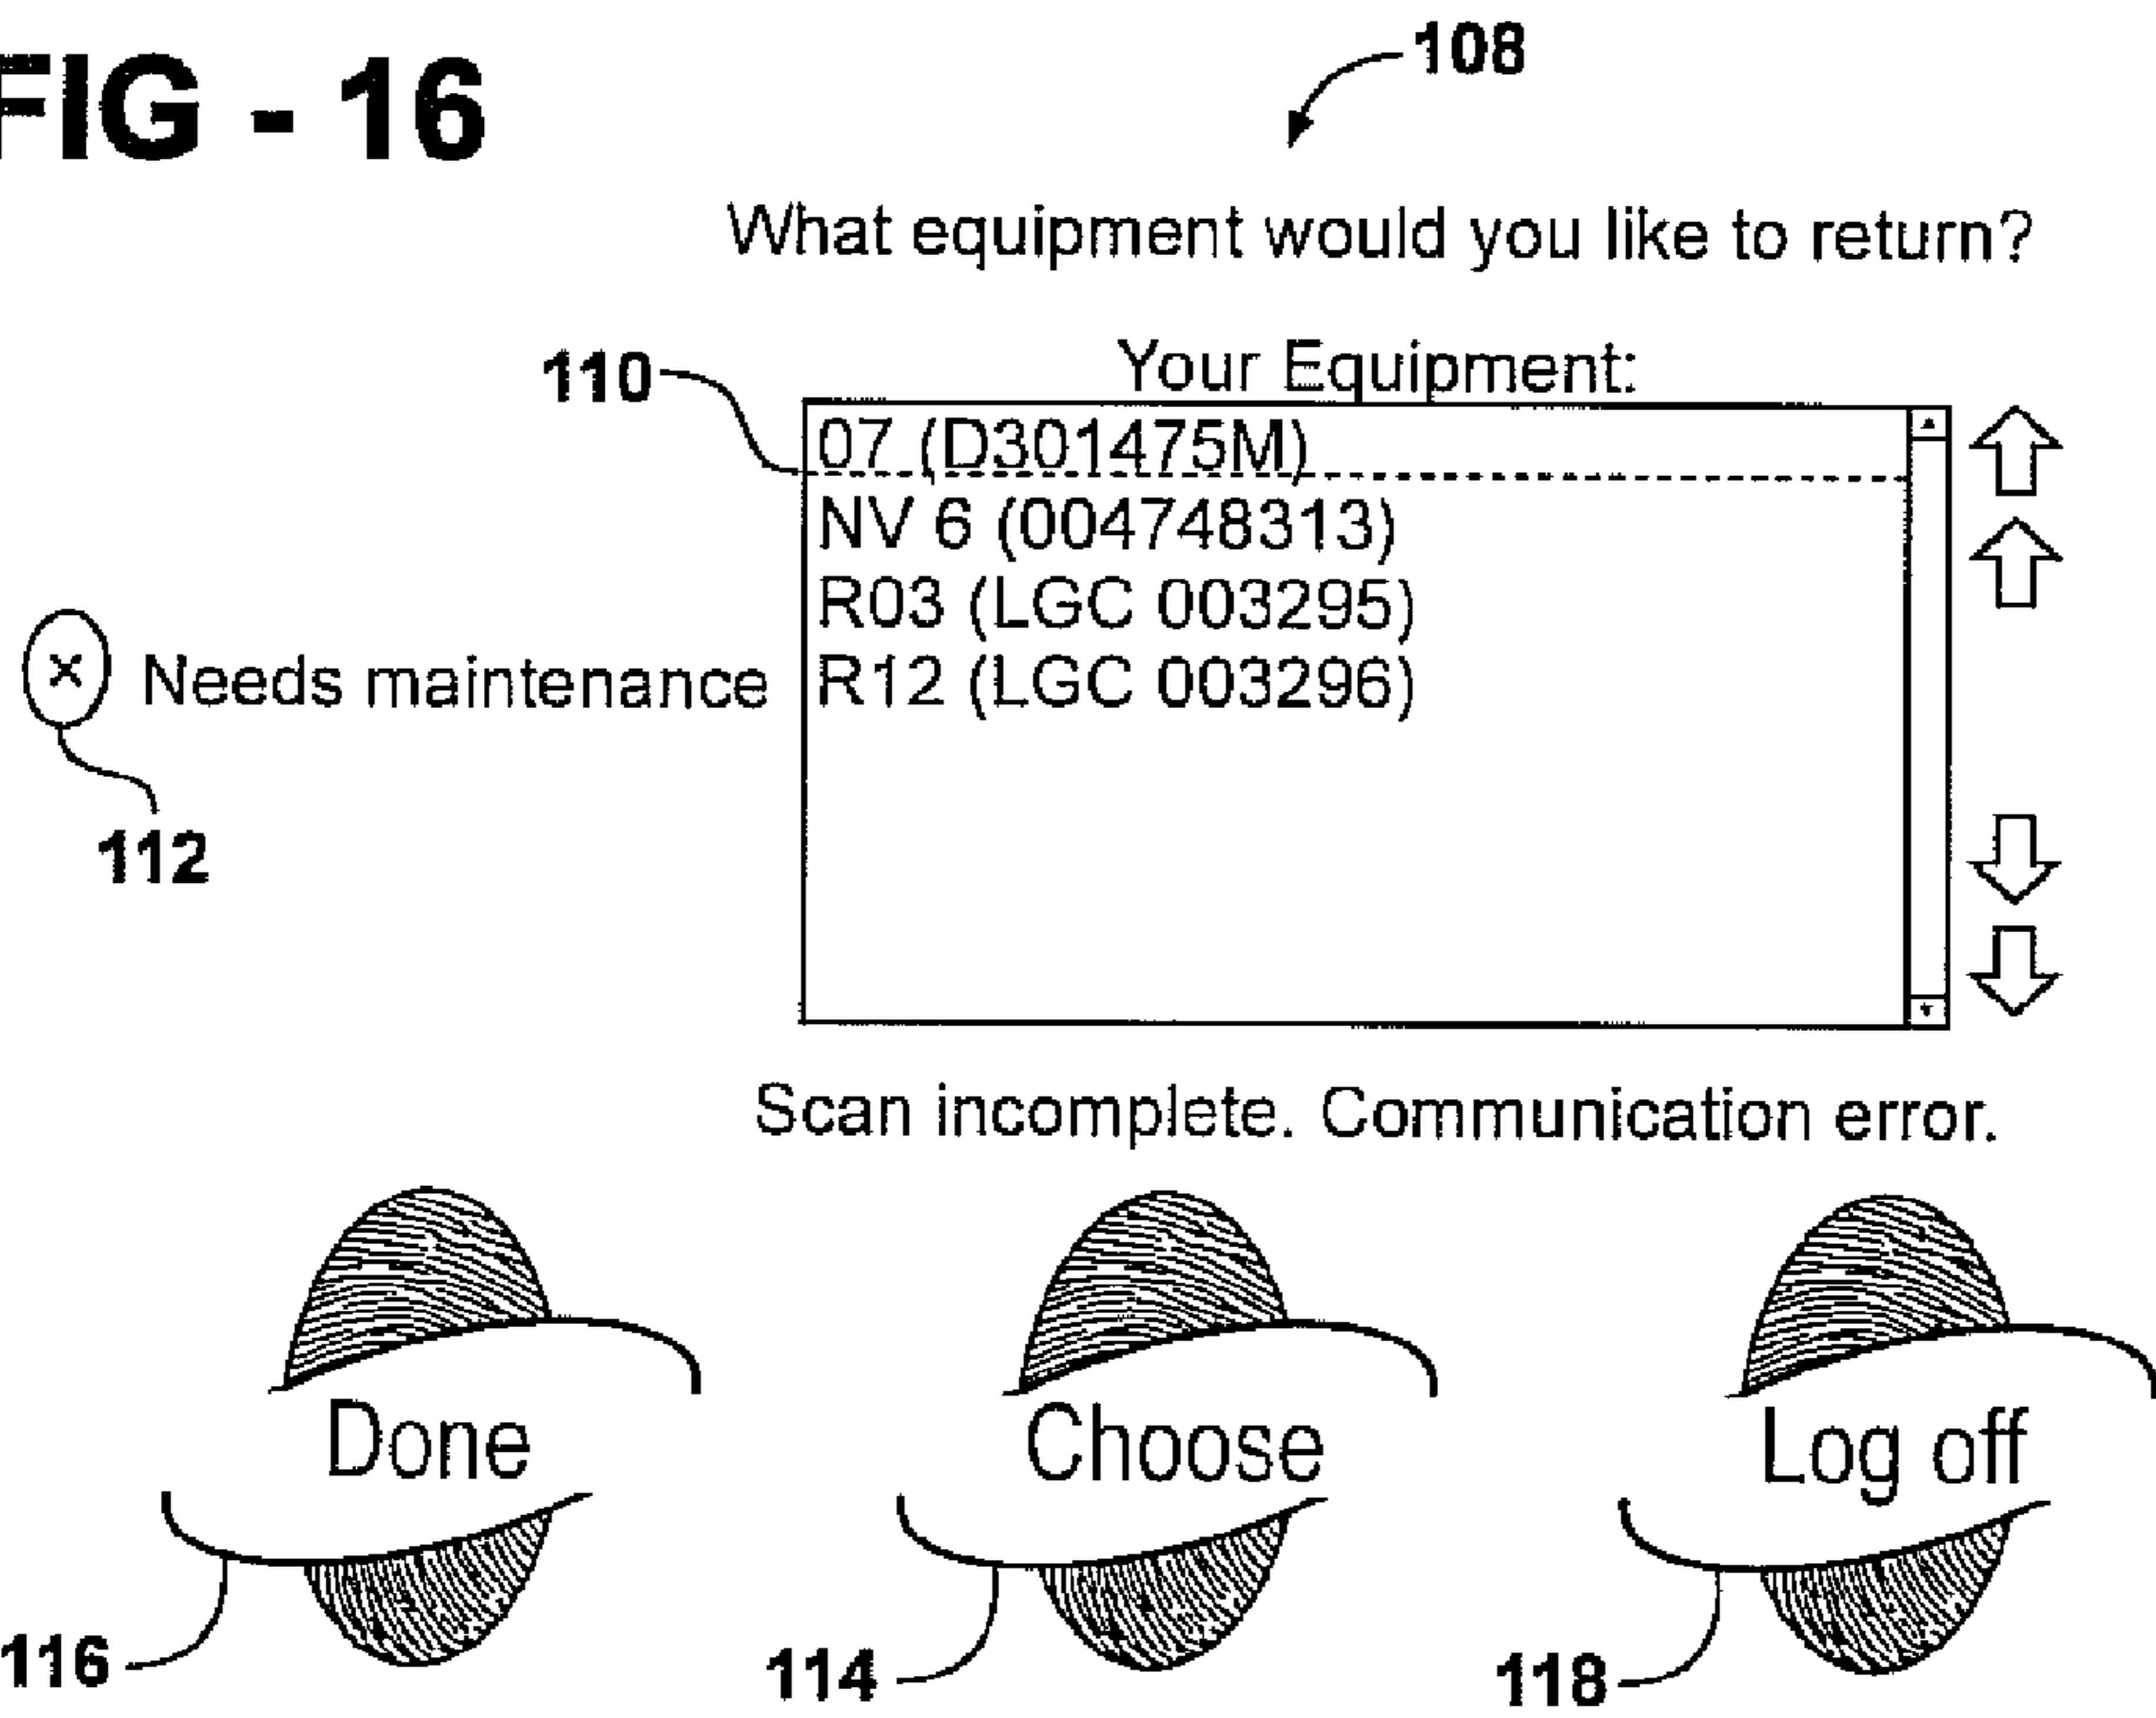 FIG - 16
108
What equipment would you like to return?
110
Your Equipment:
07 (D301475M)
NV 6 (004748313)
R03 (LGC 003295)
R12 (LGC 003296)
x Needs maintenance
112
Scan incomplete. Communication error.
Done
Choose
Log off
116
114
118